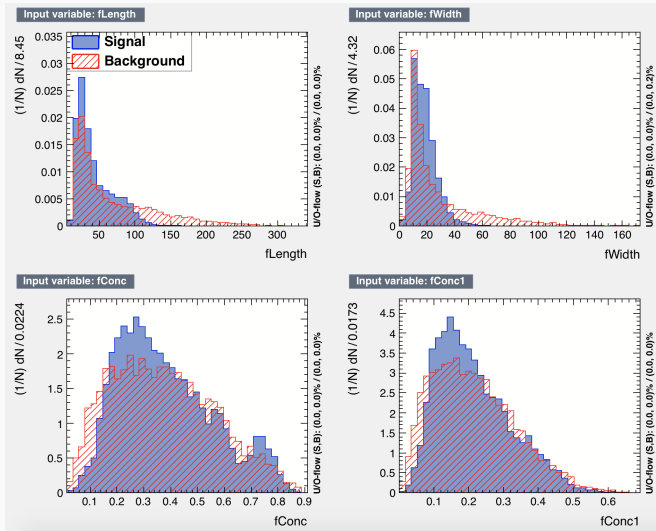 Input variable: fLength
(1/N) dN / 8.45
0.035
0.03
0.025
0.02
0.015
0.01
0.005
0
Signal
Background
50 100 150 200 250 300
fLength
U/O-flow (S,B): (0.0, 0.0)% / (0.0, 0.0)%
Input variable: fWidth
(1/N) dN / 4.32
0.06
0.05
0.04
0.03
0.02
0.01
0
0 20 40 60 80 100 120 140 160
fWidth
U/O-flow (S,B): (0.0, 0.0)% / (0.0, 0.2)%
Input variable: fConc
(1/N) dN / 0.0224
2.5
2
1.5
1
0.5
0
0.1 0.2 0.3 0.4 0.5 0.6 0.7 0.8 0.9
fConc
U/O-flow (S,B): (0.0, 0.0)% / (0.0, 0.0)%
Input variable: fConc1
(1/N) dN / 0.0173
4.5
4
3.5
3
2.5
2
1.5
1
0.5
0
0.1 0.2 0.3 0.4 0.5 0.6
fConc1
U/O-flow (S,B): (0.0, 0.0)% / (0.0, 0.0)%